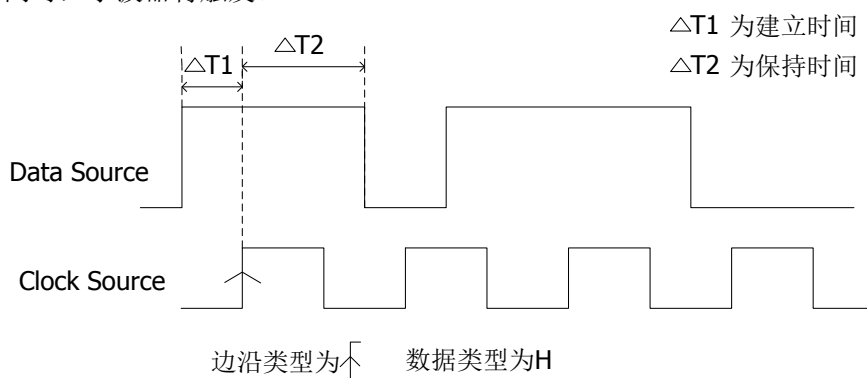 △T1 为建立时间
△T2
△T1
△T2 为保持时间
Data Source
Clock Source
边沿类型为 数据类型为H